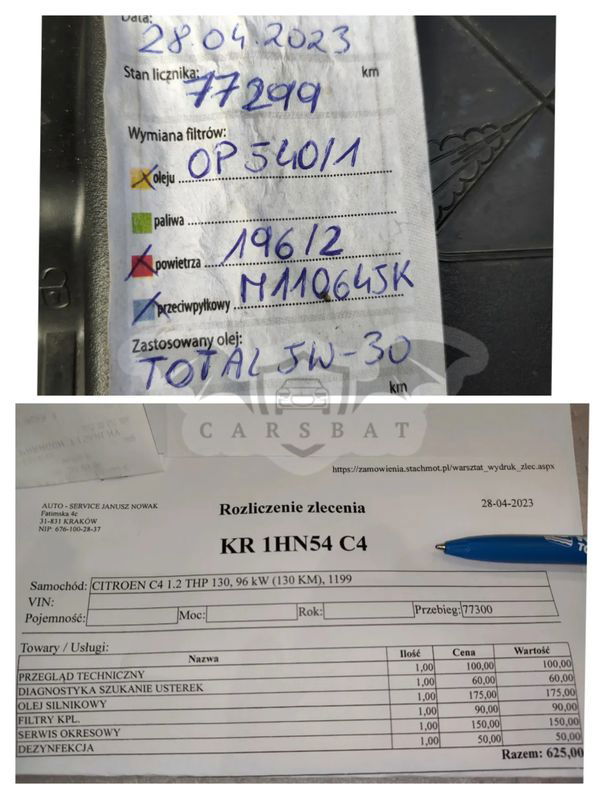 Data:
28.04.2023
Stan licznika:
77299 km
Wymiana filtrów:
oleju OP 540/1
paliwa
powietrza 196/2
przeciwpyłkowy M110645K
Zastosowany olej:
TOTAL 5W-30
km
CARSBAT
https://zamowienia.stachmot.pl/warsztat_wydruk_zlec.aspx
AUTO - SERVICE JANUSZ NOWAK
Fatimska 4c
31-831 KRAKÓW
NIP: 676-100-28-37
Rozliczenie zlecenia
28-04-2023
KR 1HN54 C4
Samochód: CITROEN C4 1.2 THP 130, 96 kW (130 KM), 1199
VIN:
Pojemność: Moc: Rok: Przebieg: 77300
Towary / Usługi:
Nazwa Ilość Cena Wartość
PRZEGLĄD TECHNICZNY 1,00 100,00 100,00
DIAGNOSTYKA SZUKANIE USTEREK 1,00 60,00 60,00
OLEJ SILNIKOWY 1,00 175,00 175,00
FILTRY KPL. 1,00 90,00 90,00
SERWIS OKRESOWY 1,00 150,00 150,00
DEZYNFEKCJA 1,00 50,00 50,00
Razem: 625,00